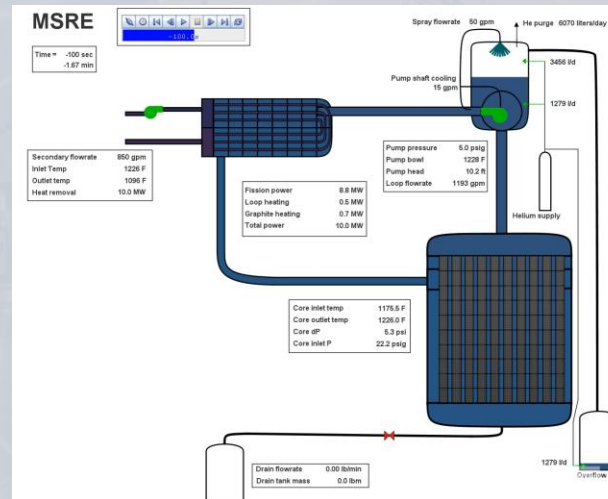 MSRE
-100.0s
Time = -100 sec
-1.67 min
Spray flowrate 50 gpm
He purge 6070 liters/day
3456 l/d
Pump shaft cooling
15 gpm
1279 l/d
Secondary flowrate 850 gpm
Inlet Temp 1226 F
Outlet temp 1096 F
Heat removal 10.0 MW
Pump pressure 5.0 psig
Pump bowl 1228 F
Pump head 10.2 ft
Loop flowrate 1193 gpm
Fission power 8.8 MW
Loop heating 0.5 MW
Graphite heating 0.7 MW
Total power 10.0 MW
Helium supply
Core inlet temp 1175.5 F
Core outlet temp 1226.0 F
Core dP 5.3 psi
Core inlet P 22.2 psig
1279 l/d
Overflow
Drain flowrate 0.00 lb/min
Drain tank mass 0.0 lbm